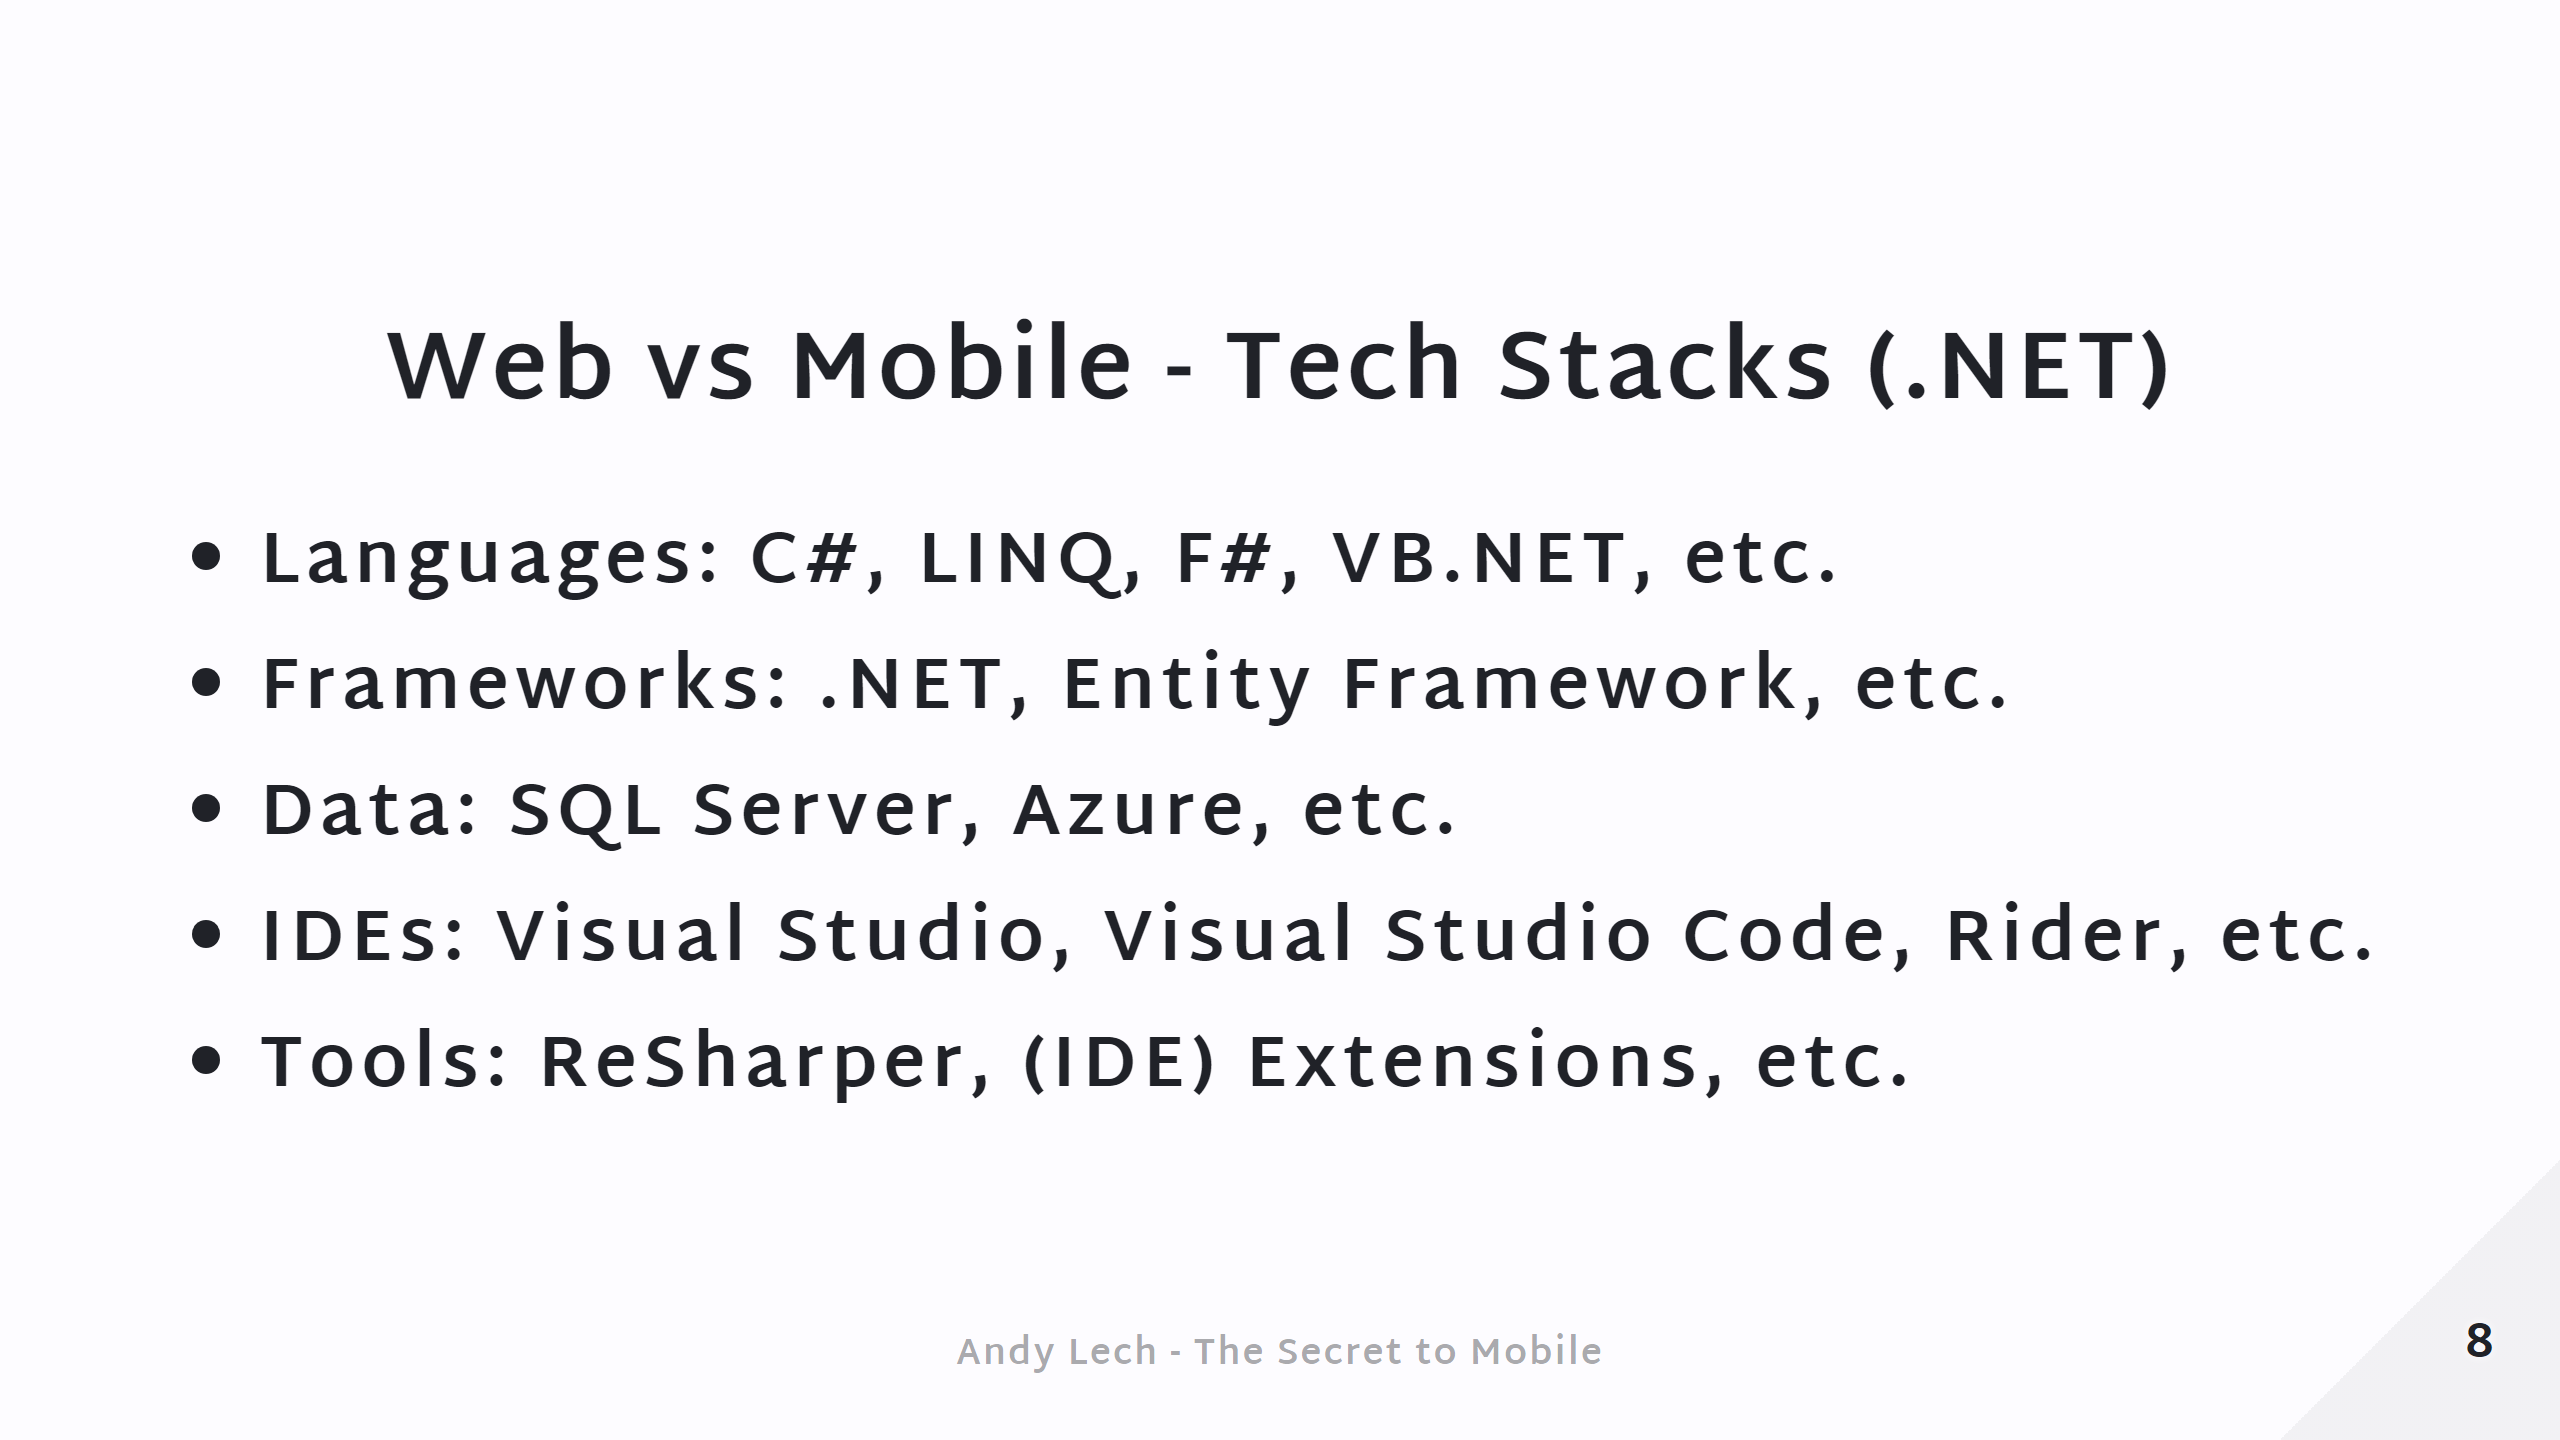 Web vs Mobile - Tech Stacks (.NET)
• Languages: C#, LINQ, F#, VB.NET, etc.
• Frameworks: .NET, Entity Framework, etc.
• Data: SQL Server, Azure, etc.
• IDEs: Visual Studio, Visual Studio Code, Rider, etc.
• Tools: ReSharper, (IDE) Extensions, etc.
Andy Lech - The Secret to Mobile
8